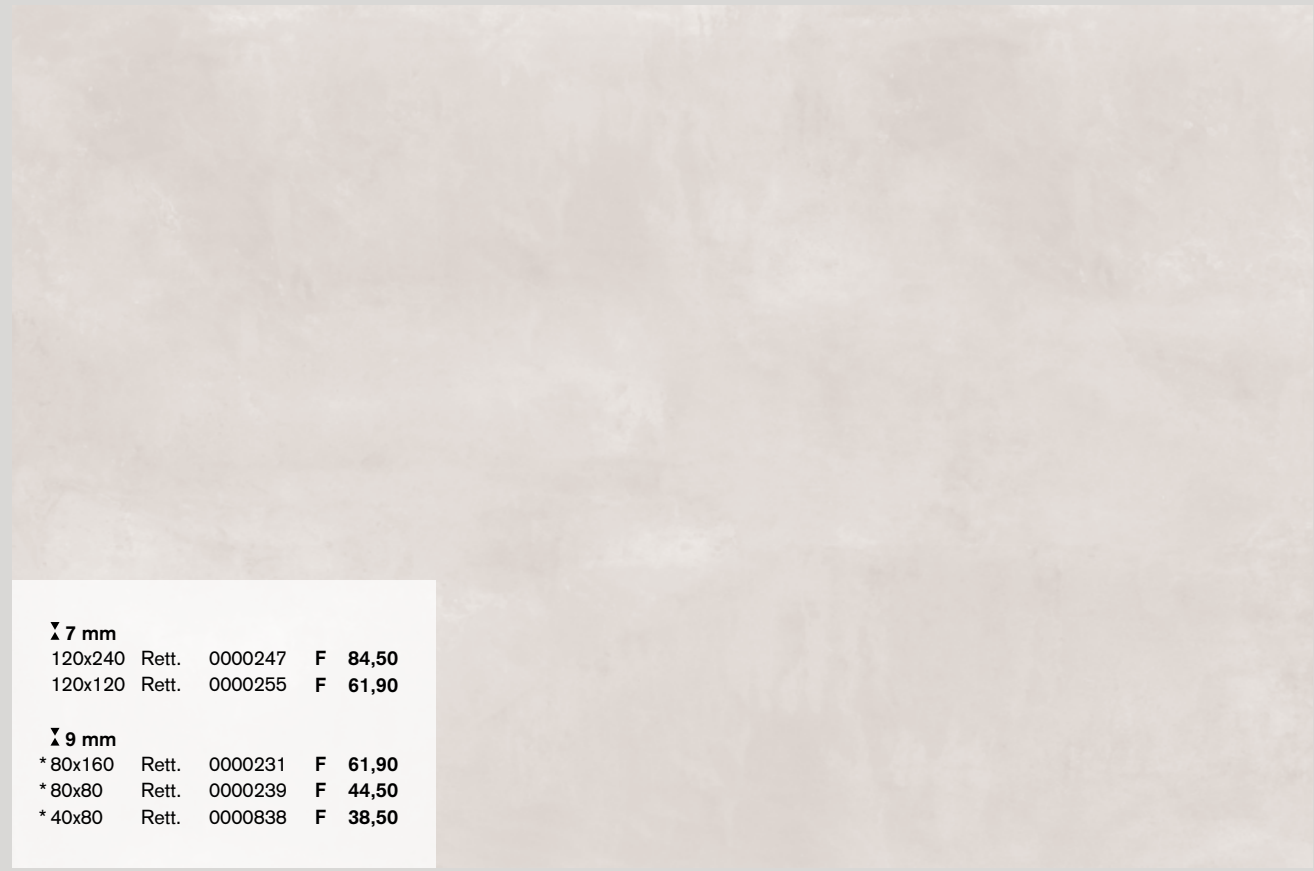 7 mm
120x240 Rett. 0000247 F 84,50
120x120 Rett. 0000255 F 61,90
9 mm
*80x160 Rett. 0000231 F 61,90
*80x80 Rett. 0000239 F 44,50
*40x80 Rett. 0000838 F 38,50